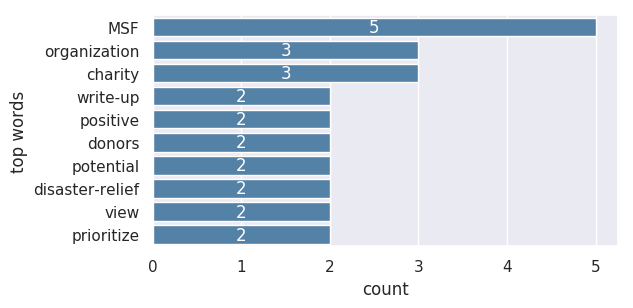 MSF 5
organization 3
charity 3
write-up 2
positive 2
donors 2
potential 2
disaster-relief 2
view 2
prioritize 2
top words
0 1 2 3 4 5
count